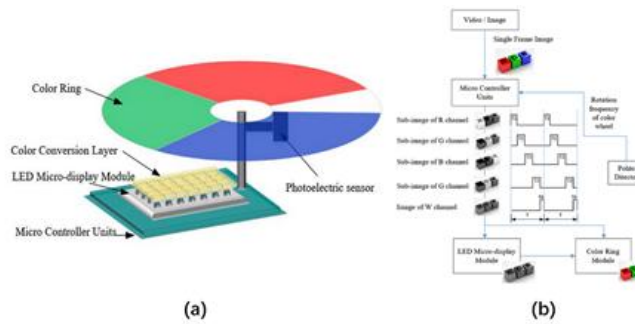 Color Ring
Color Conversion Layer
LED Micro-display Module
Micro Controller Units
Photoelectric sensor
(a)
Video / Image
Single Frame Image
Micro Controller
Units
Rotation
frequency
of color
wheel
Sub-image of R channel
Sub-image of G channel
Sub-image of B channel
Sub-image of G channel
Image of W channel
LED Micro-display
Module
Color Ring
Module
(b)